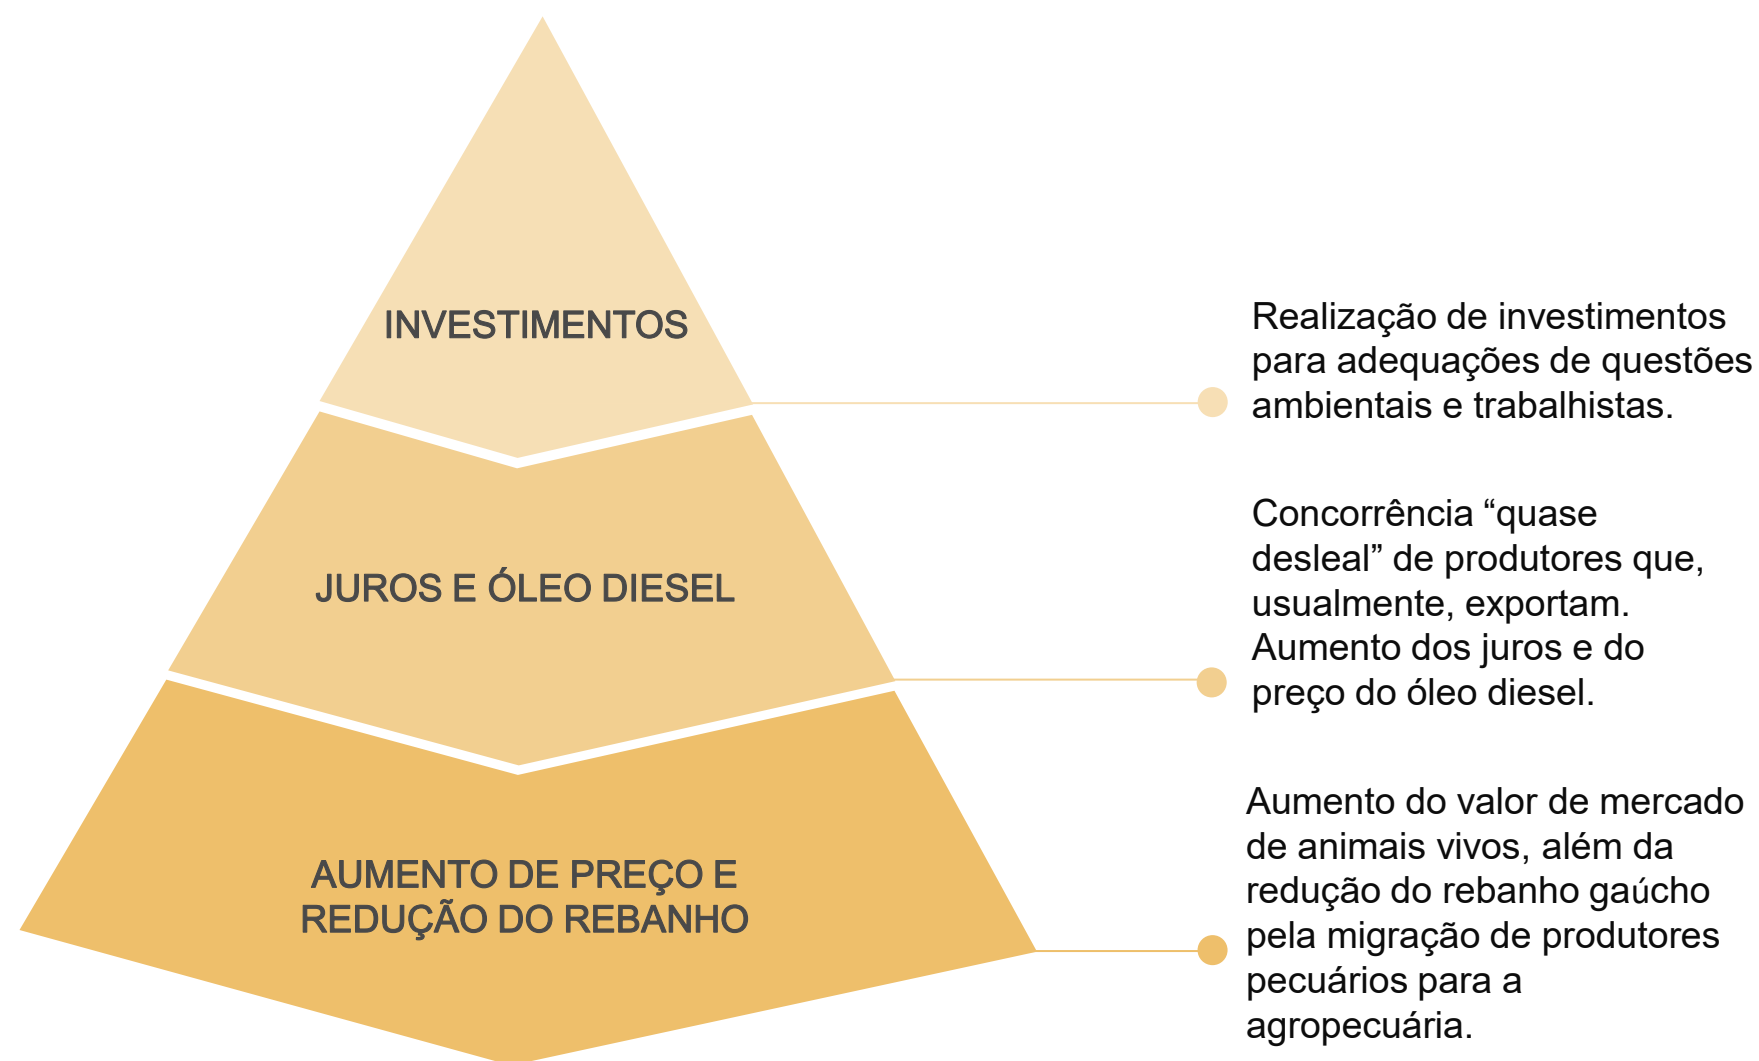 INVESTIMENTOS
Realização de investimentos
para adequações de questões
ambientais e trabalhistas.
JUROS E ÓLEO DIESEL
Concorrência “quase
desleal” de produtores que,
usualmente, exportam.
Aumento dos juros e do
preço do óleo diesel.
AUMENTO DE PREÇO E
REDUÇÃO DO REBANHO
Aumento do valor de mercado
de animais vivos, além da
redução do rebanho gaúcho
pela migração de produtores
pecuários para a
agropecuária.